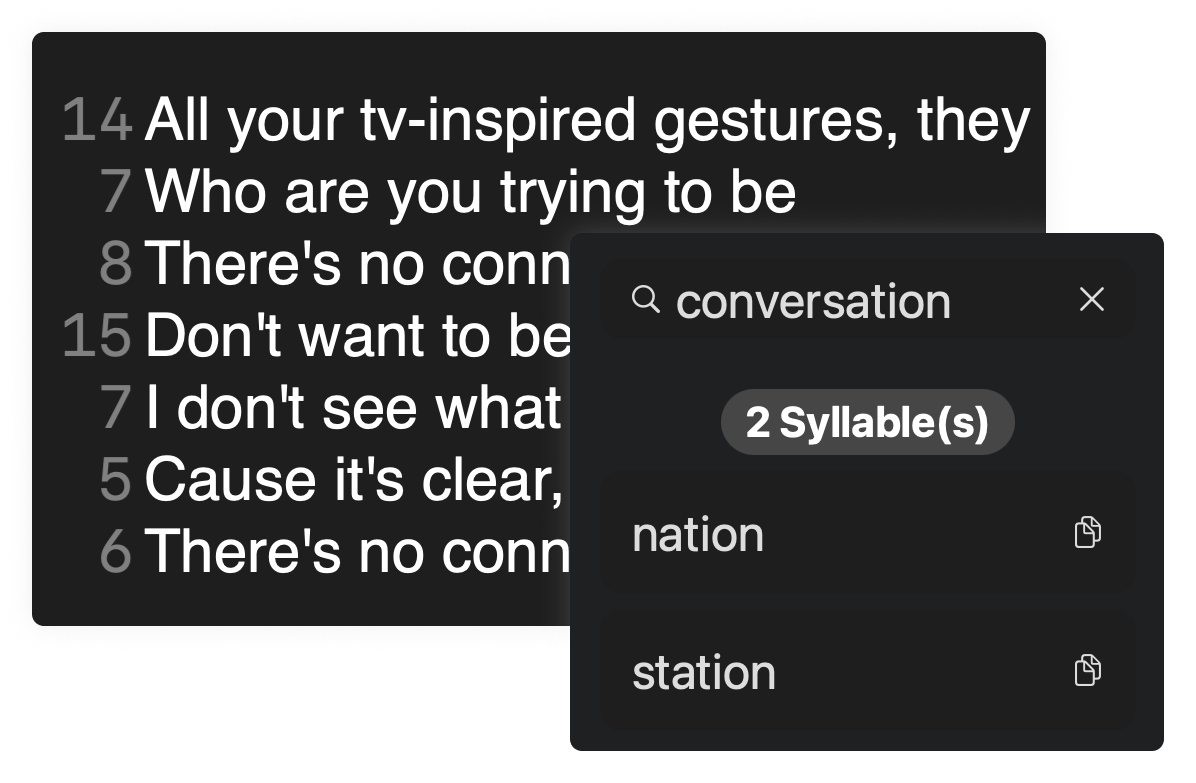 14 All your tv-inspired gestures, they
7 Who are you trying to be
8 There's no conn
15 Don't want to be
7 I don't see what
5 Cause it's clear,
6 There's no conn
conversation
2 Syllable(s)
nation
station